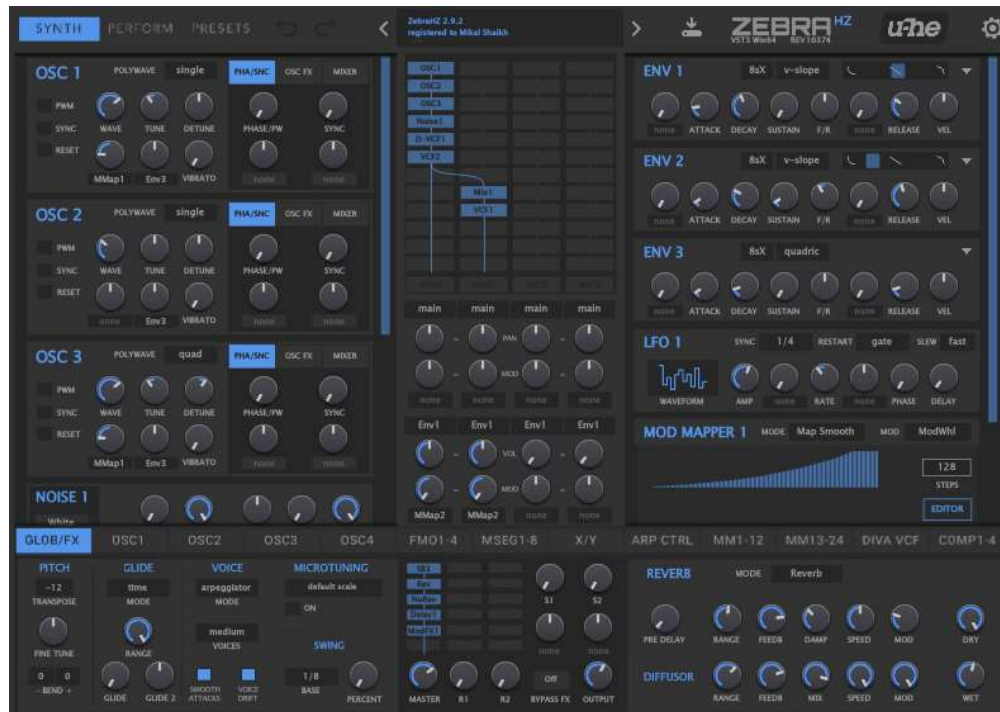 SYNTH PERFORM PRESETS
ZebraHZ 2.9.2
registered to Mikal Shaikh
ZEBRA HZ
VST3 Win64 REV16374
u-he
OSC 1 POLYWAVE single PHA/SNC OSC FX MIXER
PWM
SYNC
RESET
WAVE TUNE DETUNE PHASE/PW SYNC
MMap1 Env3 VIBRATO none none
OSC 2 POLYWAVE single PHA/SNC OSC FX MIXER
PWM
SYNC
RESET
WAVE TUNE DETUNE PHASE/PW SYNC
none Env3 VIBRATO none none
OSC 3 POLYWAVE quad PHA/SNC OSC FX MIXER
PWM
SYNC
RESET
WAVE TUNE DETUNE PHASE/PW SYNC
MMap1 Env3 VIBRATO none none
NOISE 1
White
OSC1
OSC2
OSC3
Noise1
D-VCF1
VCF2
Mix1
VCF1
main main main main
PAN
MOD
none none none none
Env1 Env1 Env1 Env1
VOL
MOD
MMap2 MMap2 none none
ENV 1 8sX v-slope
none ATTACK DECAY SUSTAIN F/R none RELEASE VEL
ENV 2 8sX v-slope
none ATTACK DECAY SUSTAIN F/R none RELEASE VEL
ENV 3 8sX quadric
none ATTACK DECAY SUSTAIN F/R none RELEASE VEL
LFO 1 SYNC 1/4 RESTART gate SLEW fast
WAVEFORM AMP none RATE none PHASE DELAY
MOD MAPPER 1 MODE Map Smooth MOD ModWhl
128
STEPS
EDITOR
GLOB/FX OSC1 OSC2 OSC3 OSC4 FMO1-4 MSEG1-8 X/Y ARP CTRL MM1-12 MM13-24 DIVA VCF COMP1-4
PITCH
-12
TRANSPOSE
FINE TUNE
0 0
- BEND +
GLIDE
time
MODE
RANGE
GLIDE GLIDE 2
VOICE
arpeggiator
MODE
medium
VOICES
SMOOTH ATTACKS
VOICE DRIFT
MICROTUNING
default scale
ON
SWING
1/8
BASE
PERCENT
Rev
NuRev
Delay1
ModFX1
S1 S2
none none
Off
MASTER R1 R2 BYPASS FX OUTPUT
REVERB MODE Reverb
PRE DELAY RANGE FEEDB DAMP SPEED MOD DRY
DIFFUSOR
RANGE FEEDB MIX SPEED MOD WET